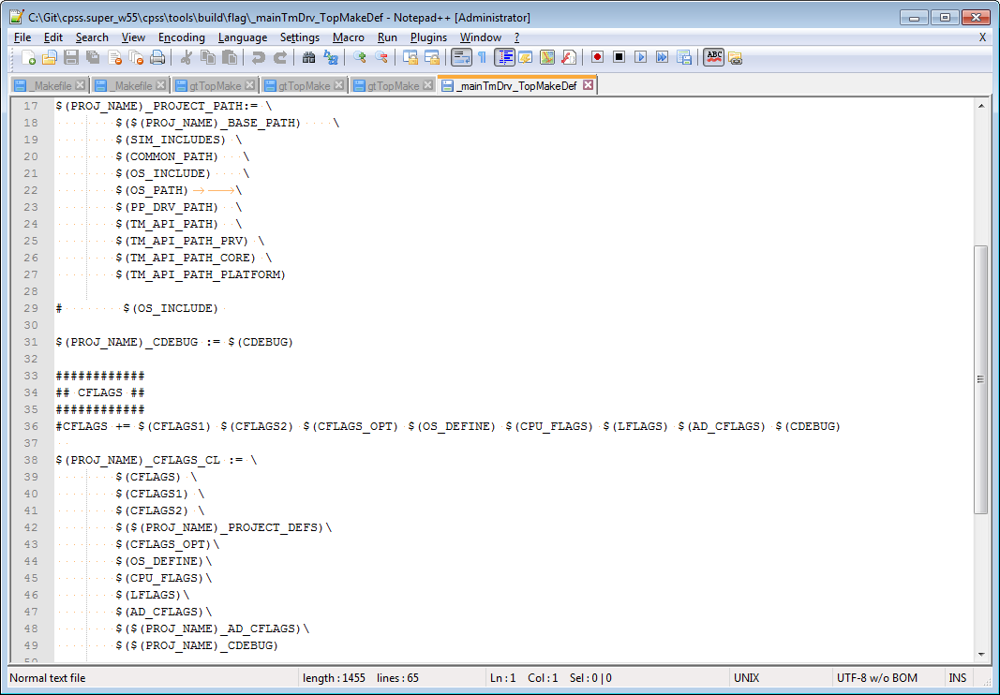 C:\Git\cpss.super_w55\cpss\tools\build\flag\_mainTmDrv_TopMakeDef - Notepad++ [Administrator]
File Edit Search View Encoding Language Settings Macro Run Plugins Window ? X
ABC
_Makefile _Makefile gtTopMake gtTopMake gtTopMake _mainTmDrv_TopMakeDef
17 $(PROJ_NAME)_PROJECT_PATH:= \
18 $($(PROJ_NAME)_BASE_PATH) \
19 $(SIM_INCLUDES) \
20 $(COMMON_PATH) \
21 $(OS_INCLUDE) \
22 $(OS_PATH) \
23 $(PP_DRV_PATH) \
24 $(TM_API_PATH) \
25 $(TM_API_PATH_PRV) \
26 $(TM_API_PATH_CORE) \
27 $(TM_API_PATH_PLATFORM)
28
29 # $(OS_INCLUDE)
30
31 $(PROJ_NAME)_CDEBUG := $(CDEBUG)
32
33 ############
34 ## CFLAGS ##
35 ############
36 #CFLAGS += $(CFLAGS1) $(CFLAGS2) $(CFLAGS_OPT) $(OS_DEFINE) $(CPU_FLAGS) $(LFLAGS) $(AD_CFLAGS) $(CDEBUG)
37
38 $(PROJ_NAME)_CFLAGS_CL := \
39 $(CFLAGS) \
40 $(CFLAGS1) \
41 $(CFLAGS2) \
42 $($(PROJ_NAME)_PROJECT_DEFS)\
43 $(CFLAGS_OPT)\
44 $(OS_DEFINE)\
45 $(CPU_FLAGS)\
46 $(LFLAGS)\
47 $(AD_CFLAGS)\
48 $($(PROJ_NAME)_AD_CFLAGS)\
49 $($(PROJ_NAME)_CDEBUG)
50
Normal text file length : 1455 lines : 65 Ln : 1 Col : 1 Sel : 0 | 0 UNIX UTF-8 w/o BOM INS